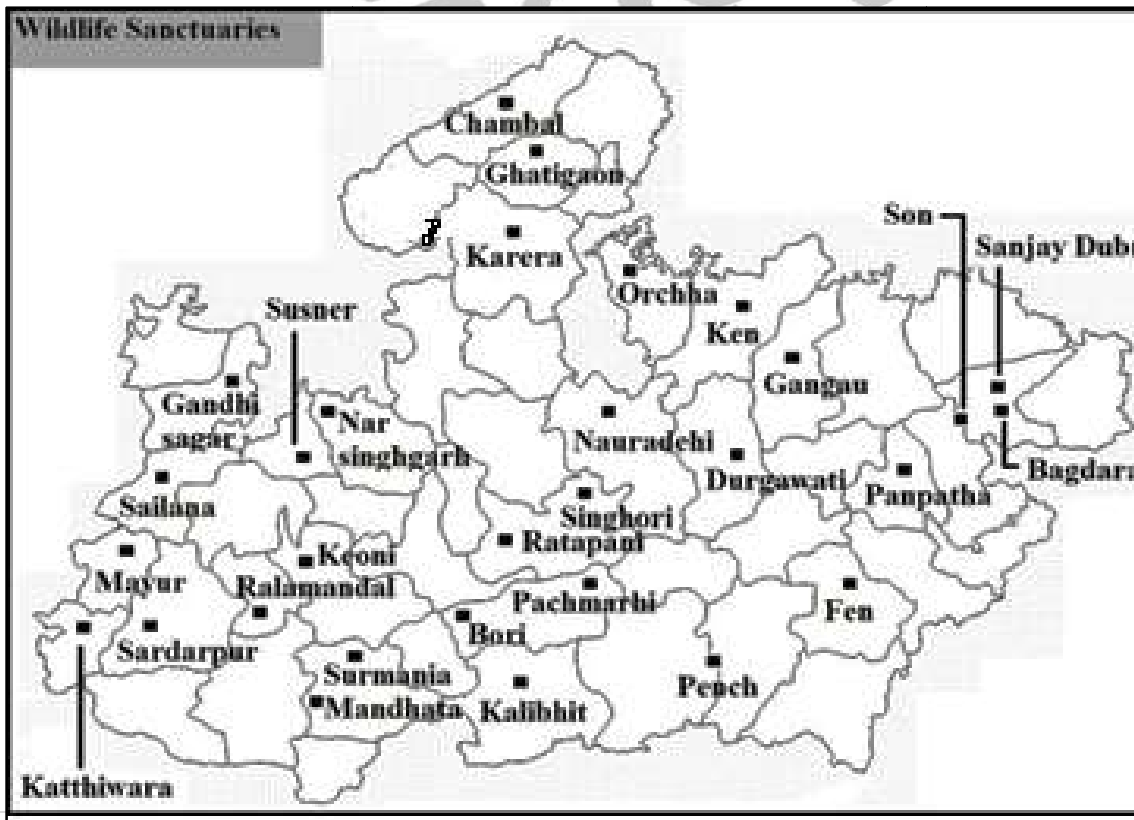 Wildlife Sanctuaries
Chambal
Ghatigaon
Son
Karera
Sanjay Dubr
Orchha
Susner
Ken
Gangau
Gandhi
sagar
Nar
singhgarh
Nauradehi
Durgawati
Panpatha
Bagdara
Sailana
Singhori
Ratapani
Keoni
Mayur
Ralamandal
Pachmarhi
Fen
Bori
Sardarpur
Surmania
Mandhata
Kalibhit
Pench
Katthiwara